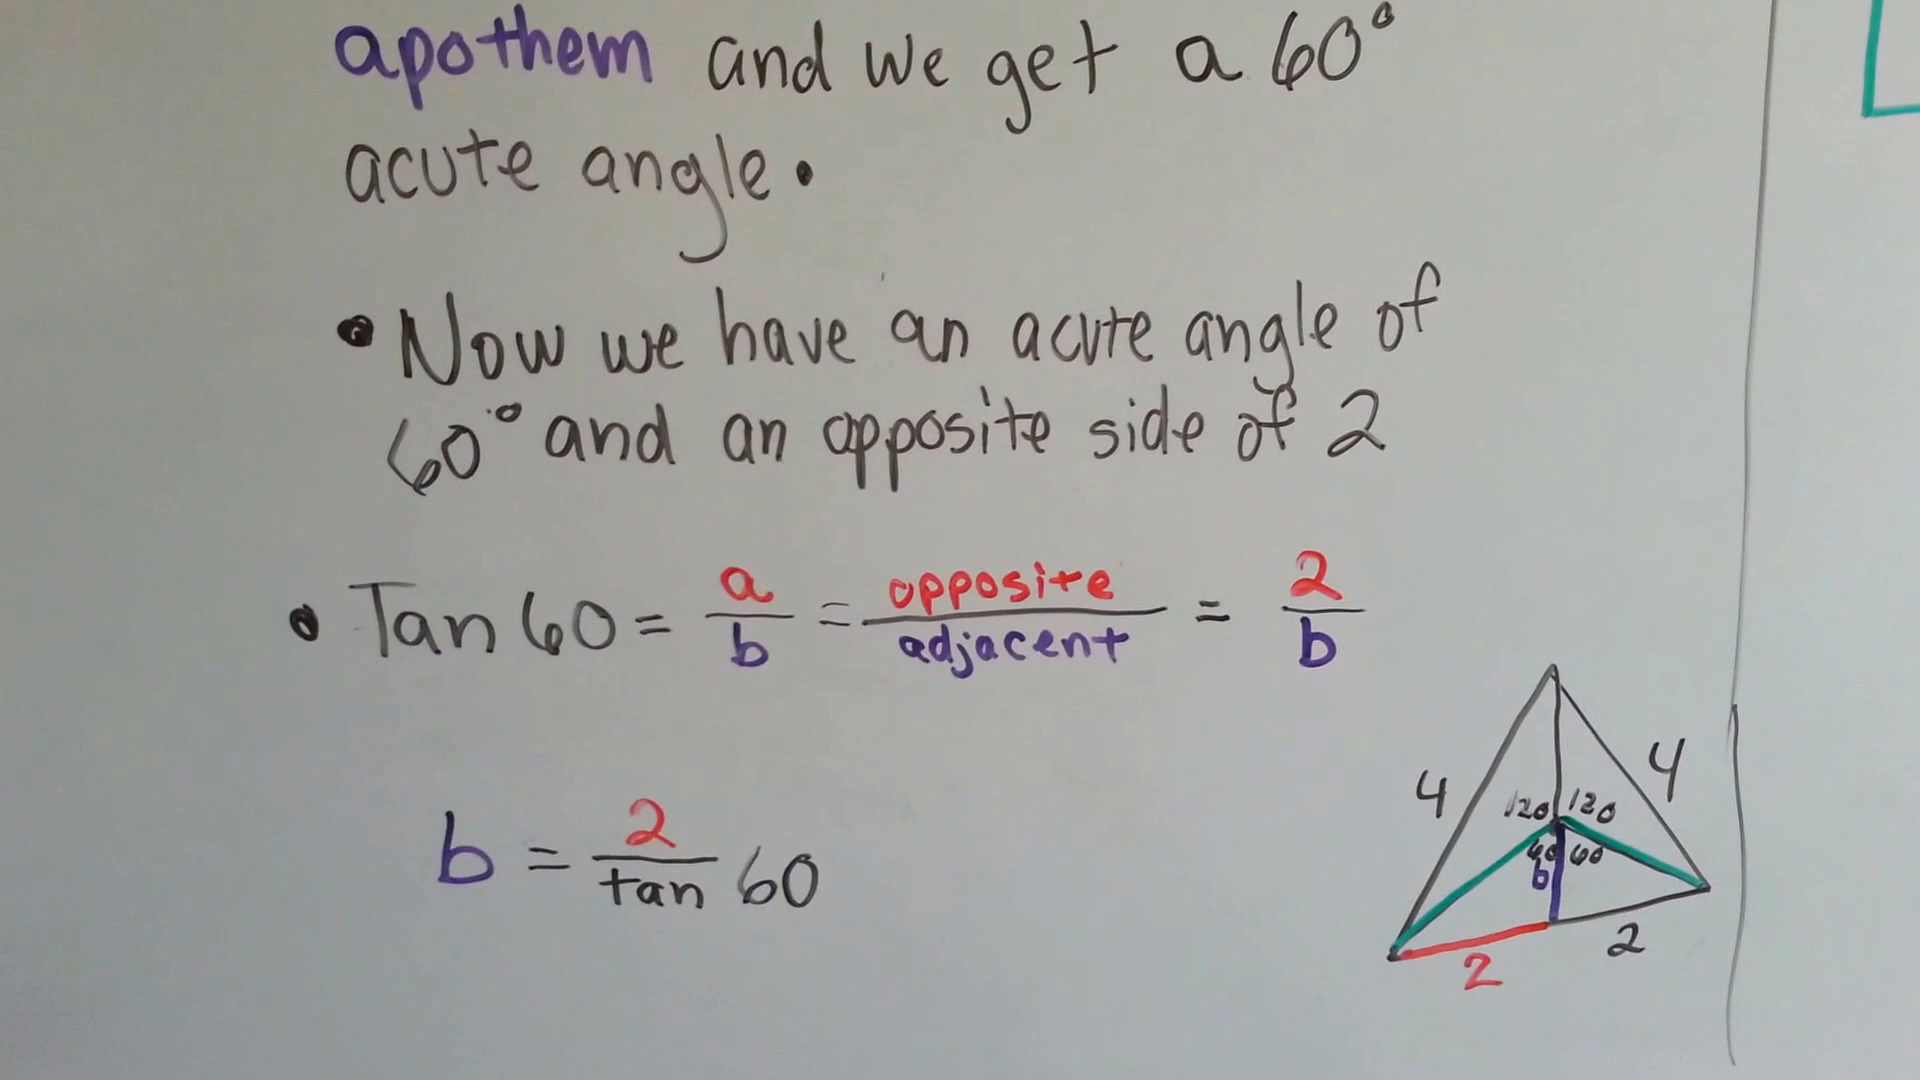 apothem and we get a 60°
acute angle.
• Now we have an acute angle of
60° and an opposite side of 2
• Tan 60 = a/b = opposite/adjacent = 2/b
b = 2/tan 60
4 4
120 120
60 60
b
2 2